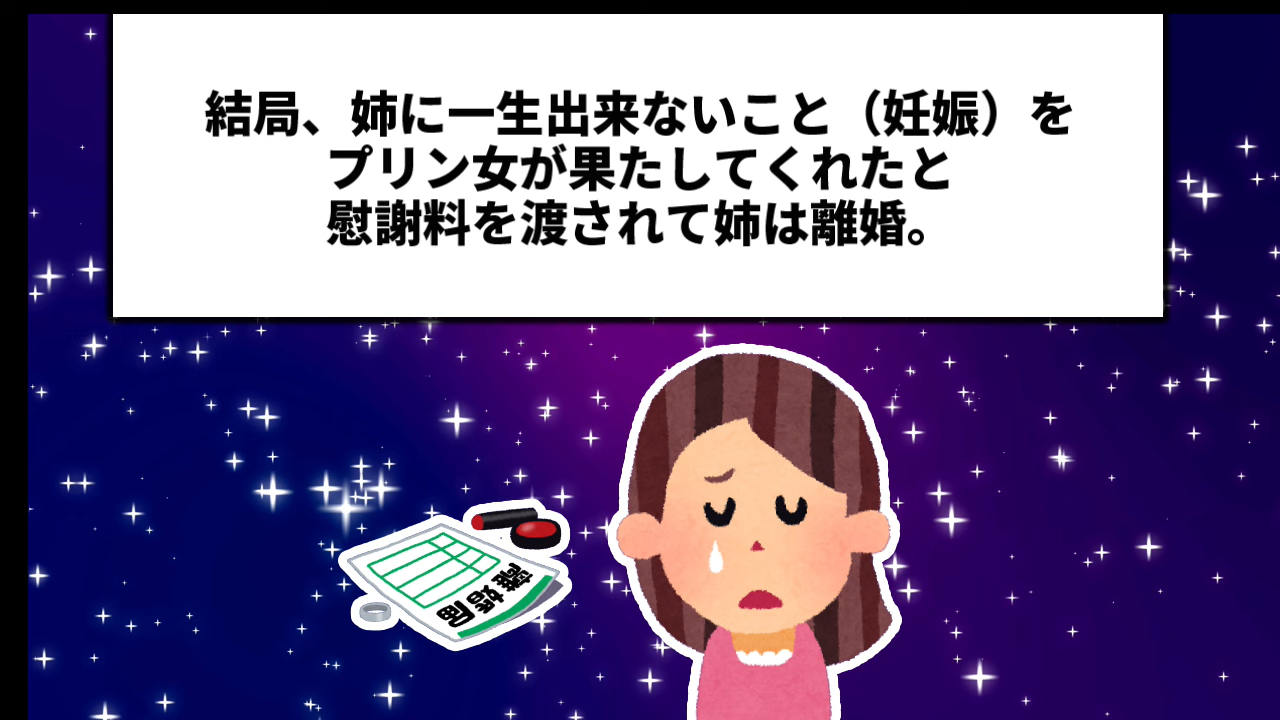 結局、姉に一生出来ないこと（妊娠）を
プリン女が果たしてくれたと
慰謝料を渡されて姉は離婚。
離婚届